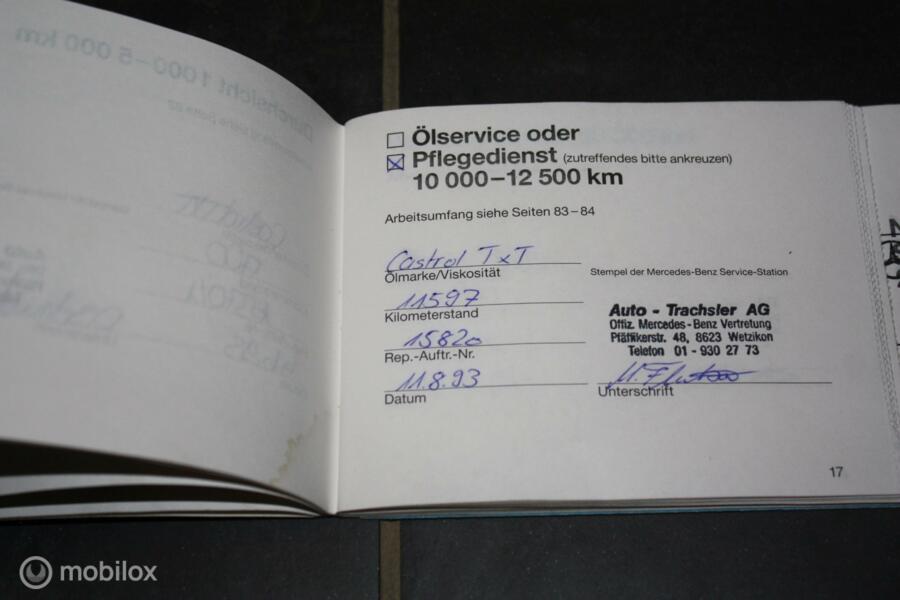 Ölservice oder
Pflegedienst (zutreffendes bitte ankreuzen)
10 000–12 500 km
Arbeitsumfang siehe Seiten 83–84
Castrol TxT
Ölmarke/Viskosität
Stempel der Mercedes-Benz Service-Station
11597
Kilometerstand
Auto - Trachsler AG
Offiz. Mercedes-Benz Vertretung
Pfäffikerstr. 48, 8623 Wetzikon
Telefon 01-930 27 73
15820
Rep.-Auftr.-Nr.
11.8.93
Datum
Unterschrift
17
mobilox